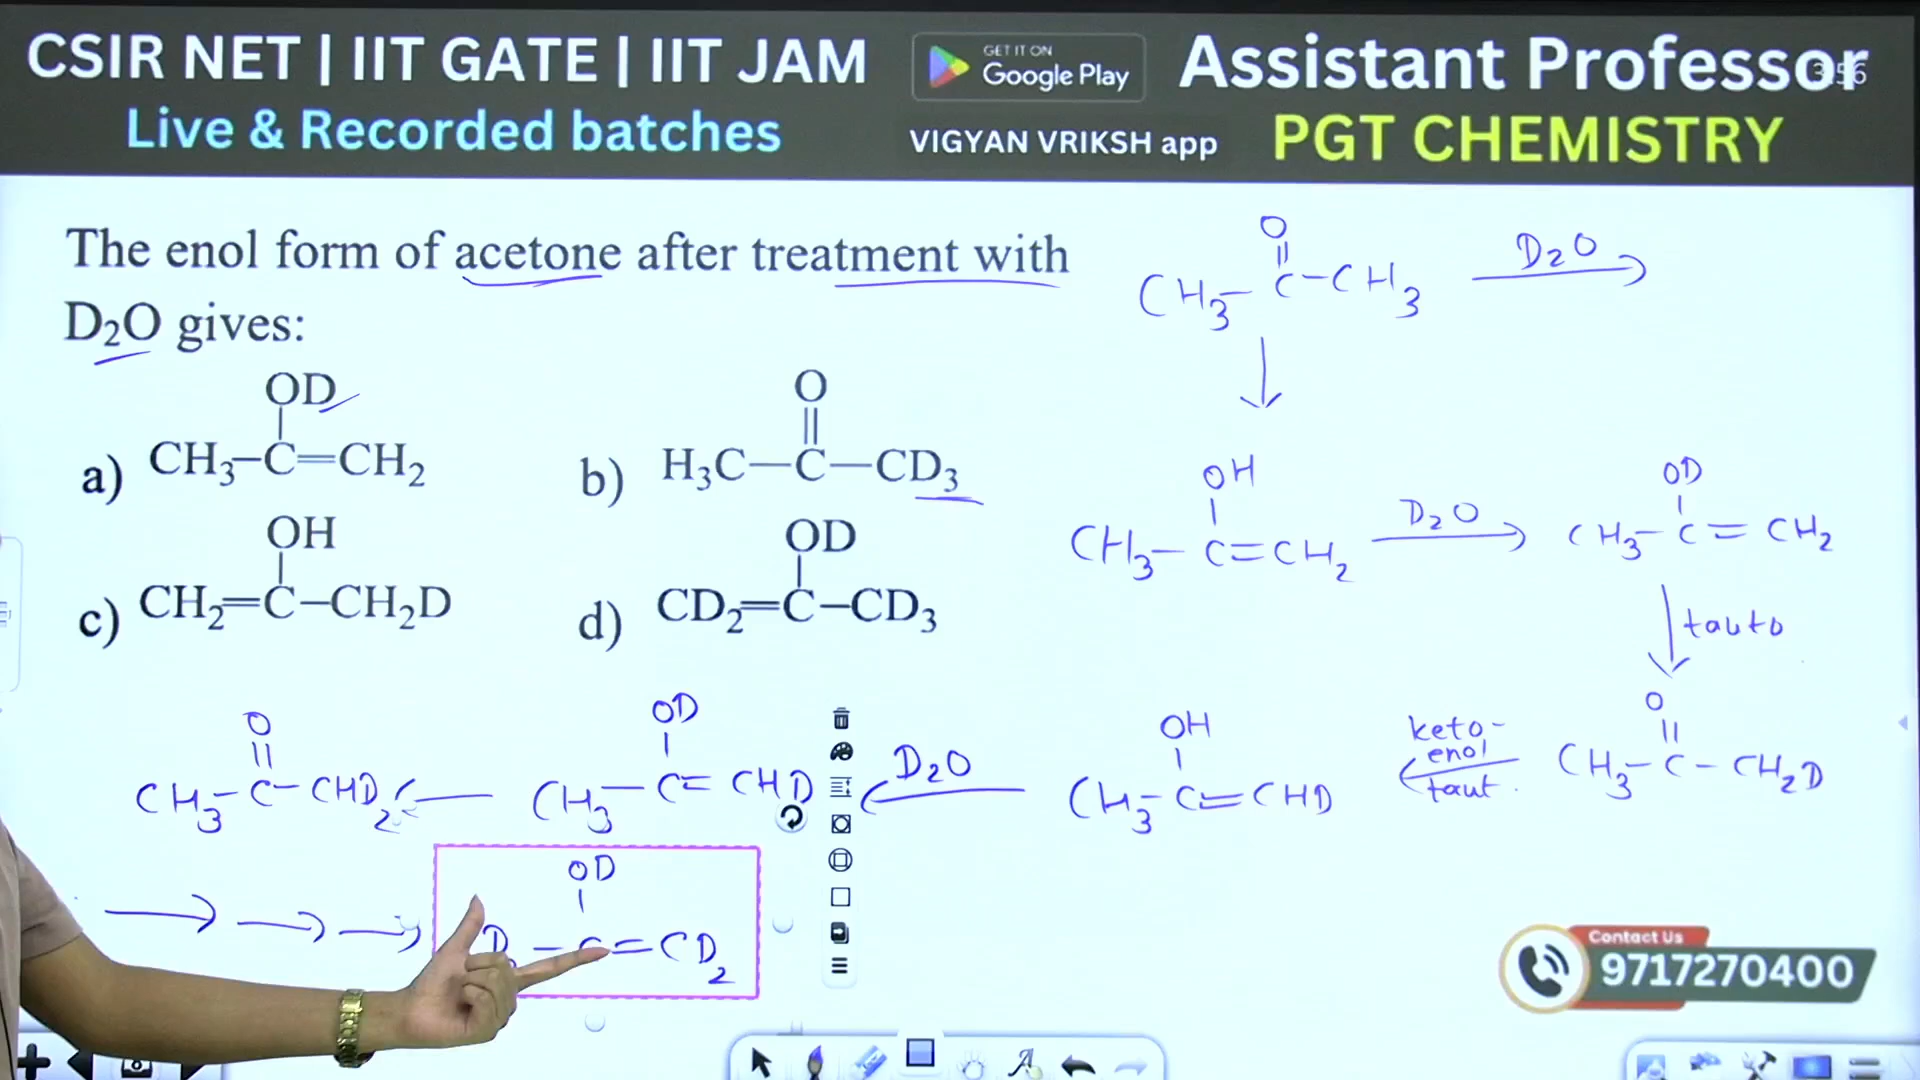 CSIR NET | IIT GATE | IIT JAM
Live & Recorded batches
GET IT ON
Google Play
VIGYAN VRIKSH app
Assistant Professor
PGT CHEMISTRY
The enol form of acetone after treatment with
D₂O gives:
a) CH₃–C=CH₂
OD
b) H₃C–C–CD₃
O
c) CH₂=C–CH₂D
OH
d) CD₂=C–CD₃
OD
O
CH₃–C–CH₃
D₂O
OH
CH₃–C=CH₂
D₂O
OD
CH₃–C=CH₂
tauto
O
CH₃–C–CH₂D
keto-
enol
taut.
OH
CH₃–C=CHD
D₂O
OD
CH₃–C=CHD
O
CH₃–C–CHD₂
OD
D –C=CD₂
Contact Us
9717270400